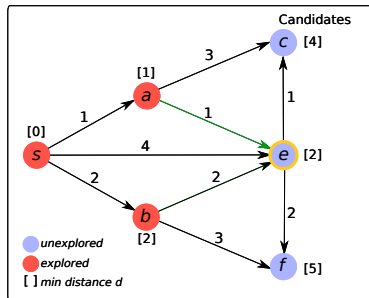 Candidates
c [4]
3
[1]
a
1
1
1
[0]
s
4
e [2]
2
2
2
b
[2]
3
f [5]
unexplored
explored
[ ] min distance d